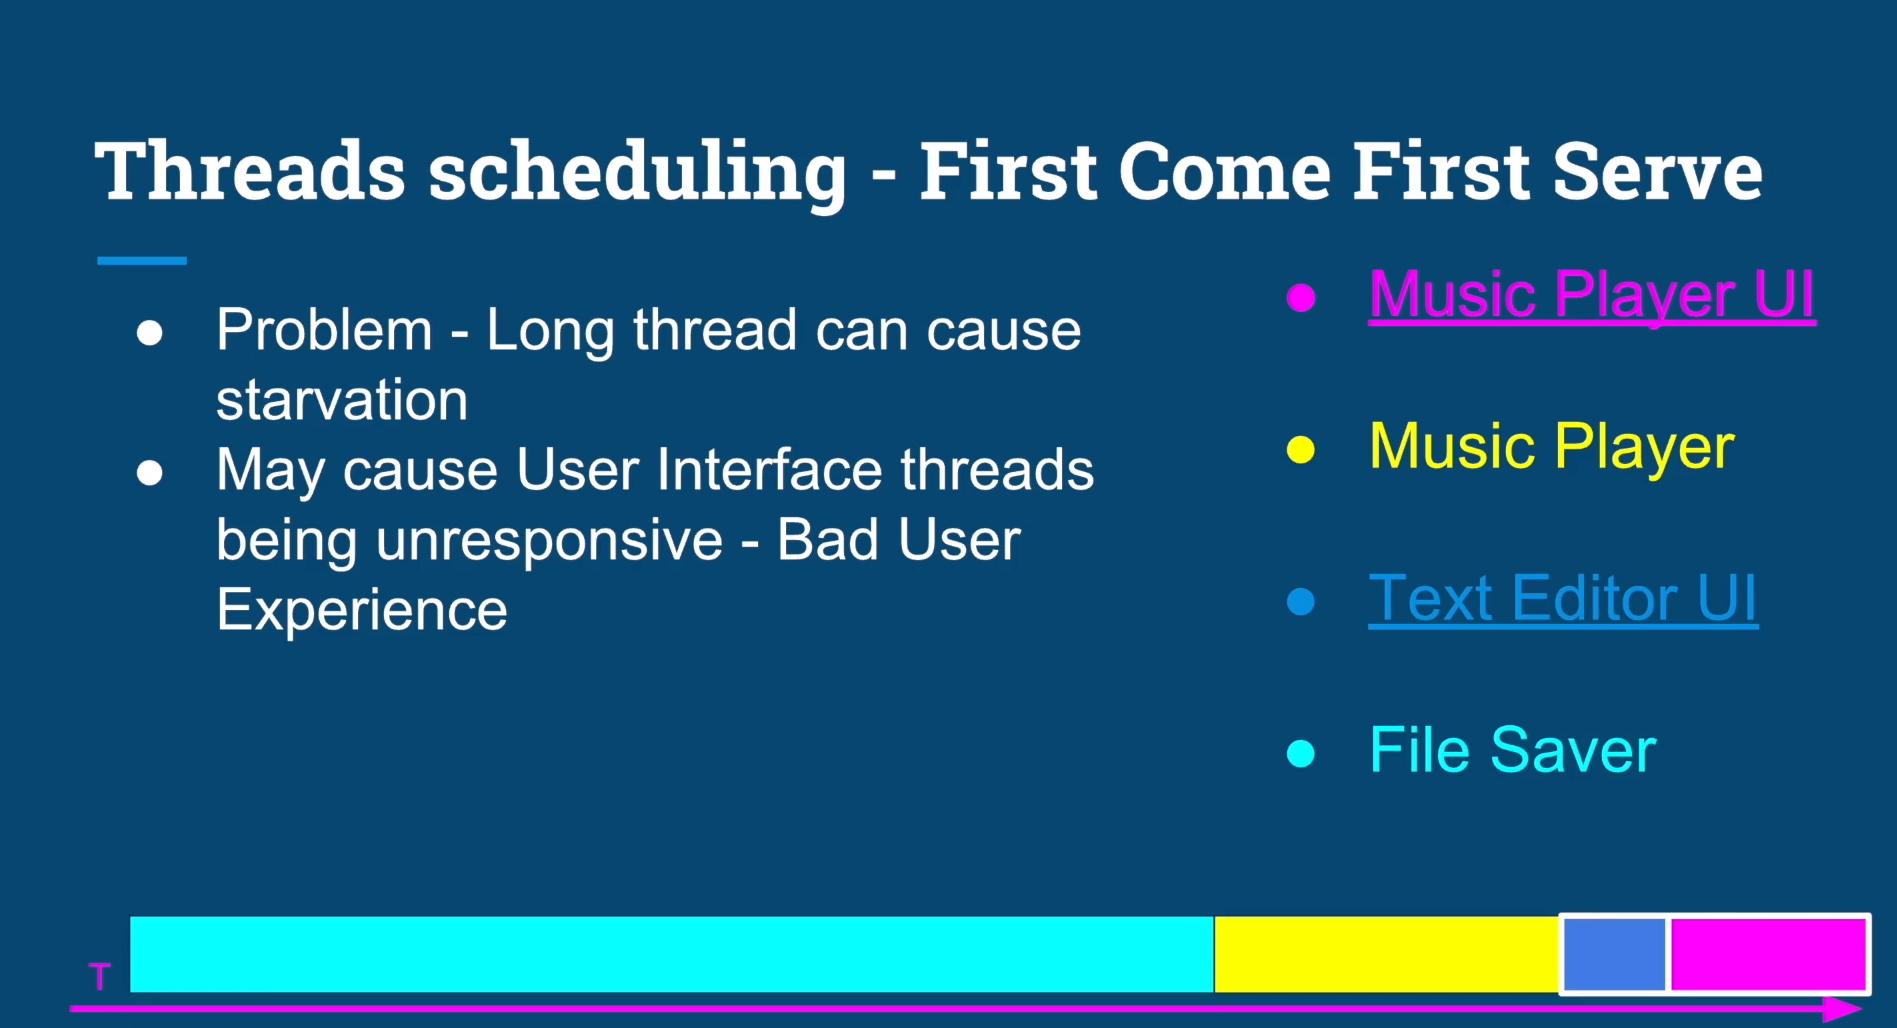 Threads scheduling - First Come First Serve
Problem - Long thread can cause
starvation
May cause User Interface threads
being unresponsive - Bad User
Experience
Music Player UI
Music Player
Text Editor UI
File Saver
T